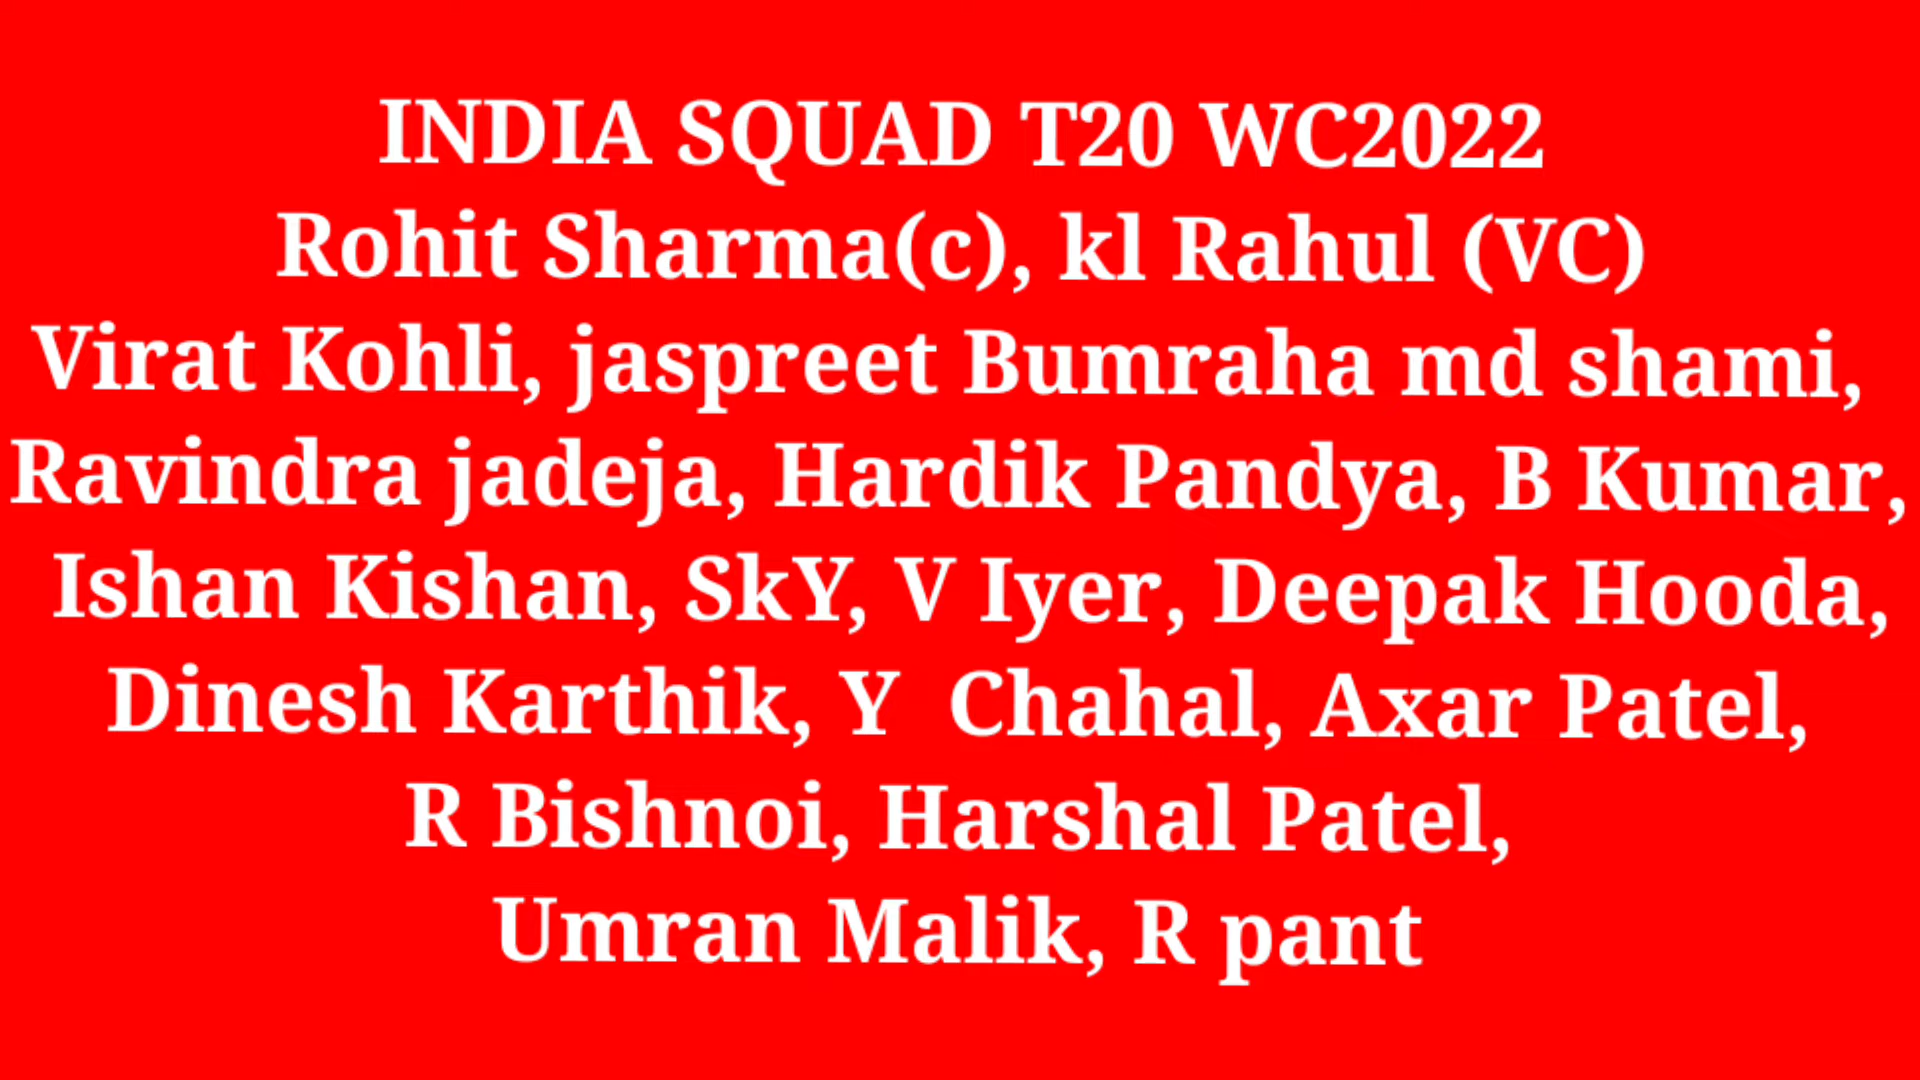 INDIA SQUAD T20 WC2022
Rohit Sharma(c), kl Rahul (VC)
Virat Kohli, jaspreet Bumraha md shami,
Ravindra jadeja, Hardik Pandya, B Kumar,
Ishan Kishan, SkY, V Iyer, Deepak Hooda,
Dinesh Karthik, Y  Chahal, Axar Patel,
R Bishnoi, Harshal Patel,
Umran Malik, R pant